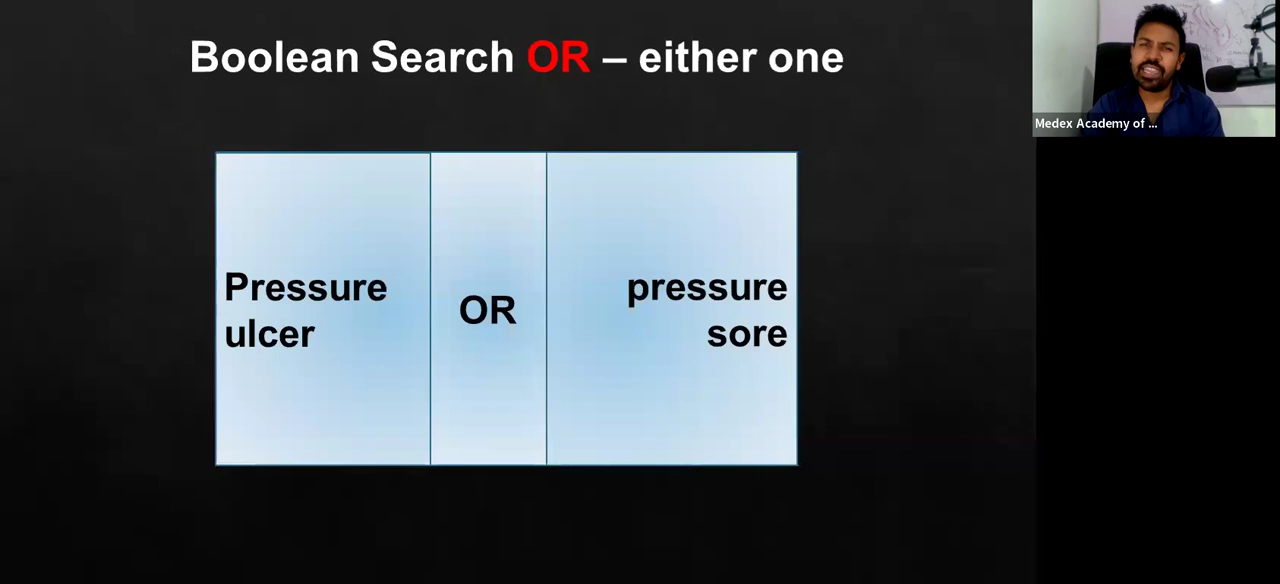 Boolean Search OR – either one
Medex Academy of ...
Pressure
ulcer
OR
pressure
sore